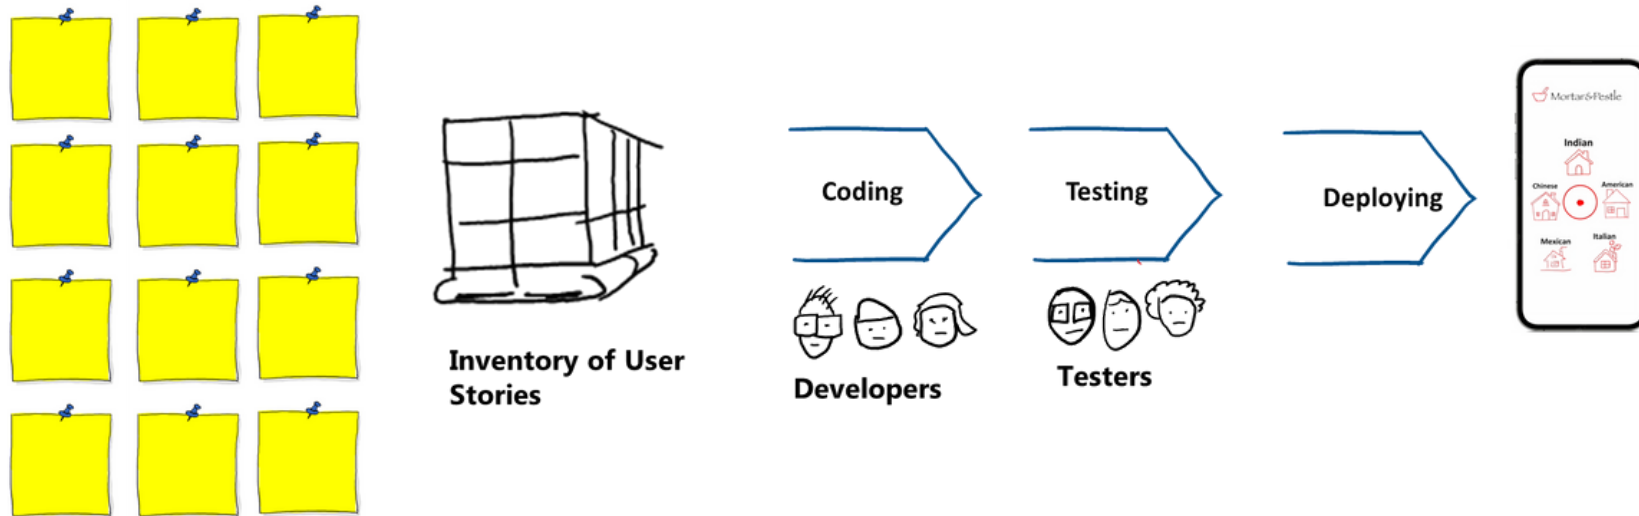 Inventory of User
Stories
Coding
Developers
Testing
Testers
Deploying
Mortar&Pestle
Indian
Chinese
American
Mexican
Italian